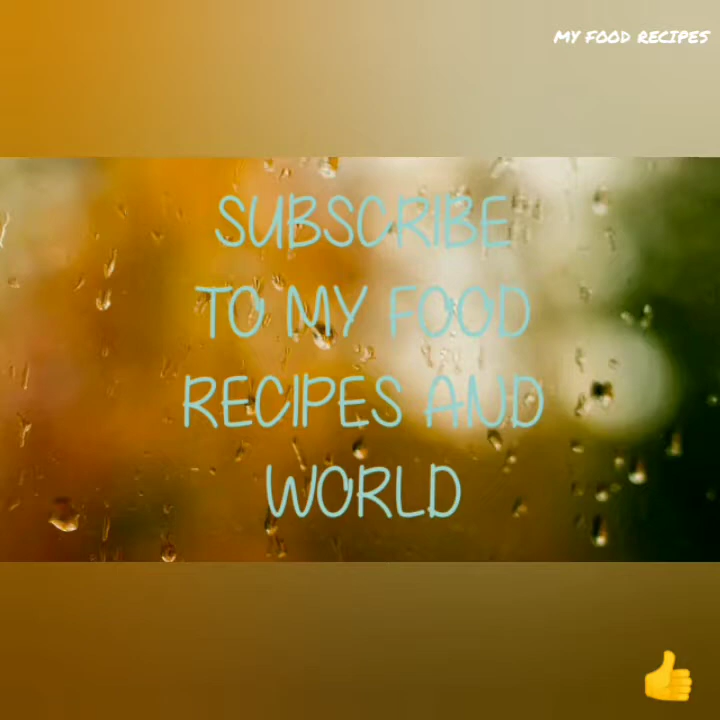 MY FOOD RECIPES
SUBSCRIBE
TO MY FOOD
RECIPES AND
WORLD